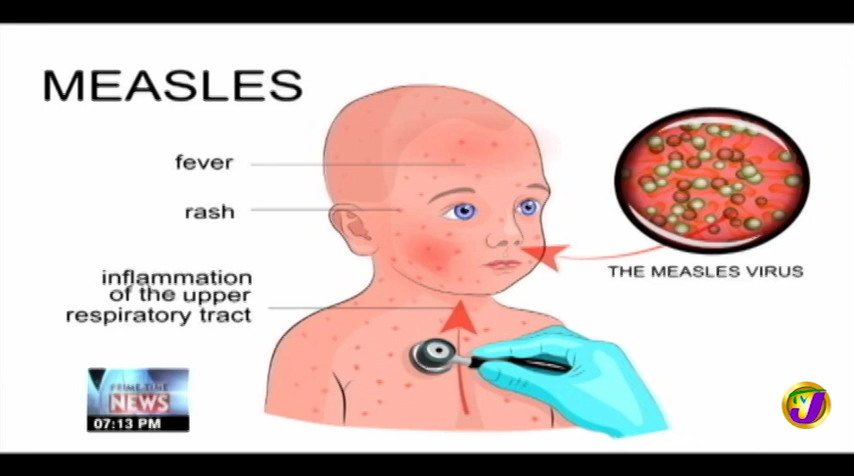 MEASLES
fever
rash
inflammation
of the upper
respiratory tract
THE MEASLES VIRUS
PRIME TIME
NEWS
07:13 PM
TVJ